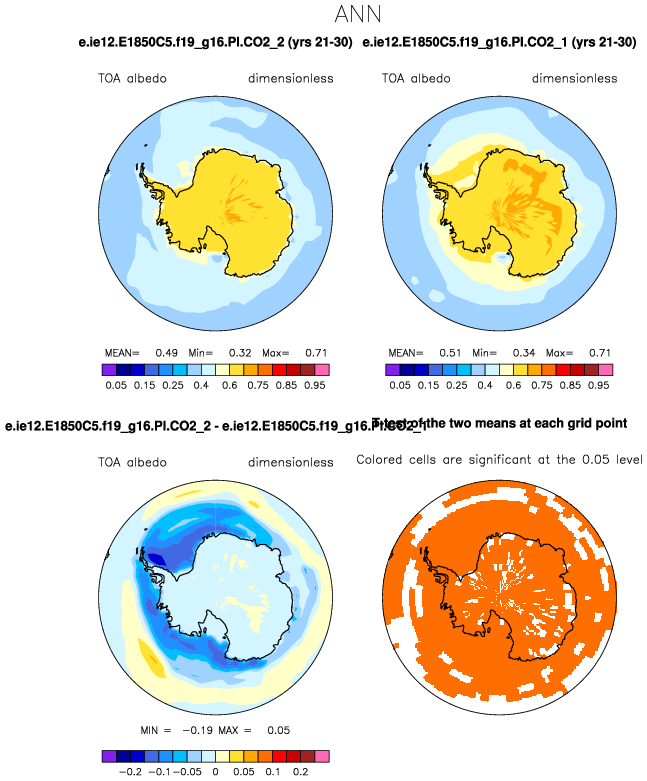 ANN
e.ie12.E1850C5.f19_g16.PI.CO2_2 (yrs 21-30) e.ie12.E1850C5.f19_g16.PI.CO2_1 (yrs 21-30)
TOA albedo dimensionless TOA albedo dimensionless
MEAN= 0.49 Min= 0.32 Max= 0.71 MEAN= 0.51 Min= 0.34 Max= 0.71
0.05 0.15 0.25 0.4 0.6 0.75 0.85 0.95 0.05 0.15 0.25 0.4 0.6 0.75 0.85 0.95
e.ie12.E1850C5.f19_g16.PI.CO2_2 - e.ie12.E1850C5.f19_g16.PI.CO2_1 T-test of the two means at each grid point
TOA albedo dimensionless Colored cells are significant at the 0.05 level
MIN = -0.19 MAX = 0.05
-0.2 -0.1 -0.05 0 0.05 0.1 0.2